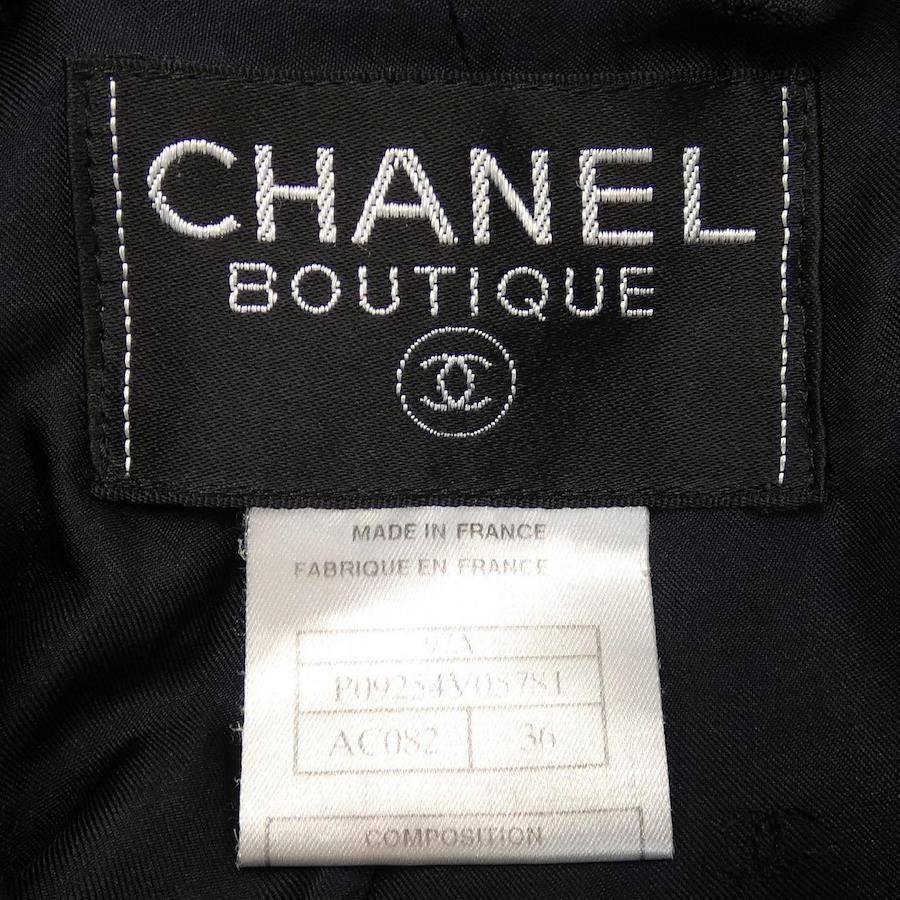 CHANEL
BOUTIQUE
MADE IN FRANCE
FABRIQUE EN FRANCE
97A
P09254V05781
AC082 36
COMPOSITION